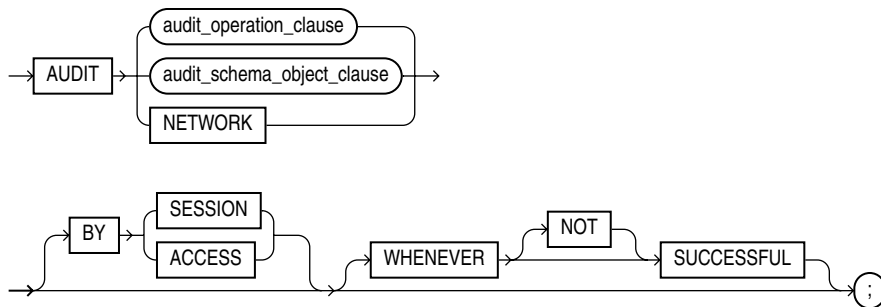 audit_operation_clause
AUDIT
audit_schema_object_clause
NETWORK
SESSION
BY
ACCESS
WHENEVER
NOT
SUCCESSFUL
;